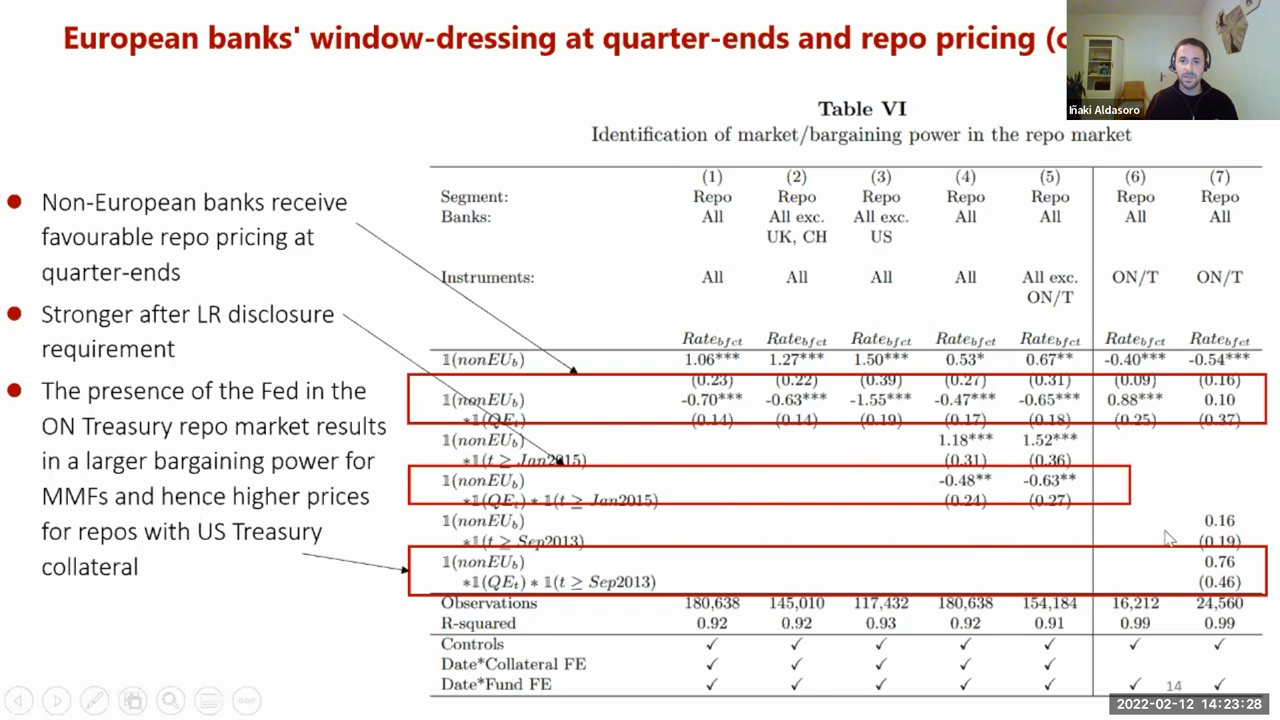 European banks' window-dressing at quarter-ends and repo pricing (c
Iñaki Aldasoro
Non-European banks receive
favourable repo pricing at
quarter-ends
Stronger after LR disclosure
requirement
The presence of the Fed in the
ON Treasury repo market results
in a larger bargaining power for
MMFs and hence higher prices
for repos with US Treasury
collateral
Table VI
Identification of market/bargaining power in the repo market
(1) (2) (3) (4) (5) (6) (7)
Segment: Repo Repo Repo Repo Repo Repo Repo
Banks: All All exc. All exc. All All All All
UK, CH US
Instruments: All All All All All exc. ON/T ON/T
ON/T
Rate_bfct Rate_bfct Rate_bfct Rate_bfct Rate_bfct Rate_bfct Rate_bfct
𝟙(nonEU_b) 1.06*** 1.27*** 1.50*** 0.53* 0.67** -0.40*** -0.54***
(0.23) (0.22) (0.39) (0.27) (0.31) (0.09) (0.16)
𝟙(nonEU_b) -0.70*** -0.63*** -1.55*** -0.47*** -0.65*** 0.88*** 0.10
*𝟙(QE_t) (0.14) (0.14) (0.19) (0.17) (0.18) (0.25) (0.37)
𝟙(nonEU_b) 1.18*** 1.52***
*𝟙(t ≥ Jan2015) (0.31) (0.36)
𝟙(nonEU_b) -0.48** -0.63**
*𝟙(QE_t) * 𝟙(t ≥ Jan2015) (0.24) (0.27)
𝟙(nonEU_b) 0.16
*𝟙(t ≥ Sep2013) (0.19)
𝟙(nonEU_b) 0.76
*𝟙(QE_t) * 𝟙(t ≥ Sep2013) (0.46)
Observations 180,638 145,010 117,432 180,638 154,184 16,212 24,560
R-squared 0.92 0.92 0.93 0.92 0.91 0.99 0.99
Controls ✓ ✓ ✓ ✓ ✓ ✓ ✓
Date*Collateral FE ✓ ✓ ✓ ✓ ✓
Date*Fund FE ✓ ✓ ✓ ✓ ✓ ✓ ✓
14
2022-02-12 14:23:28